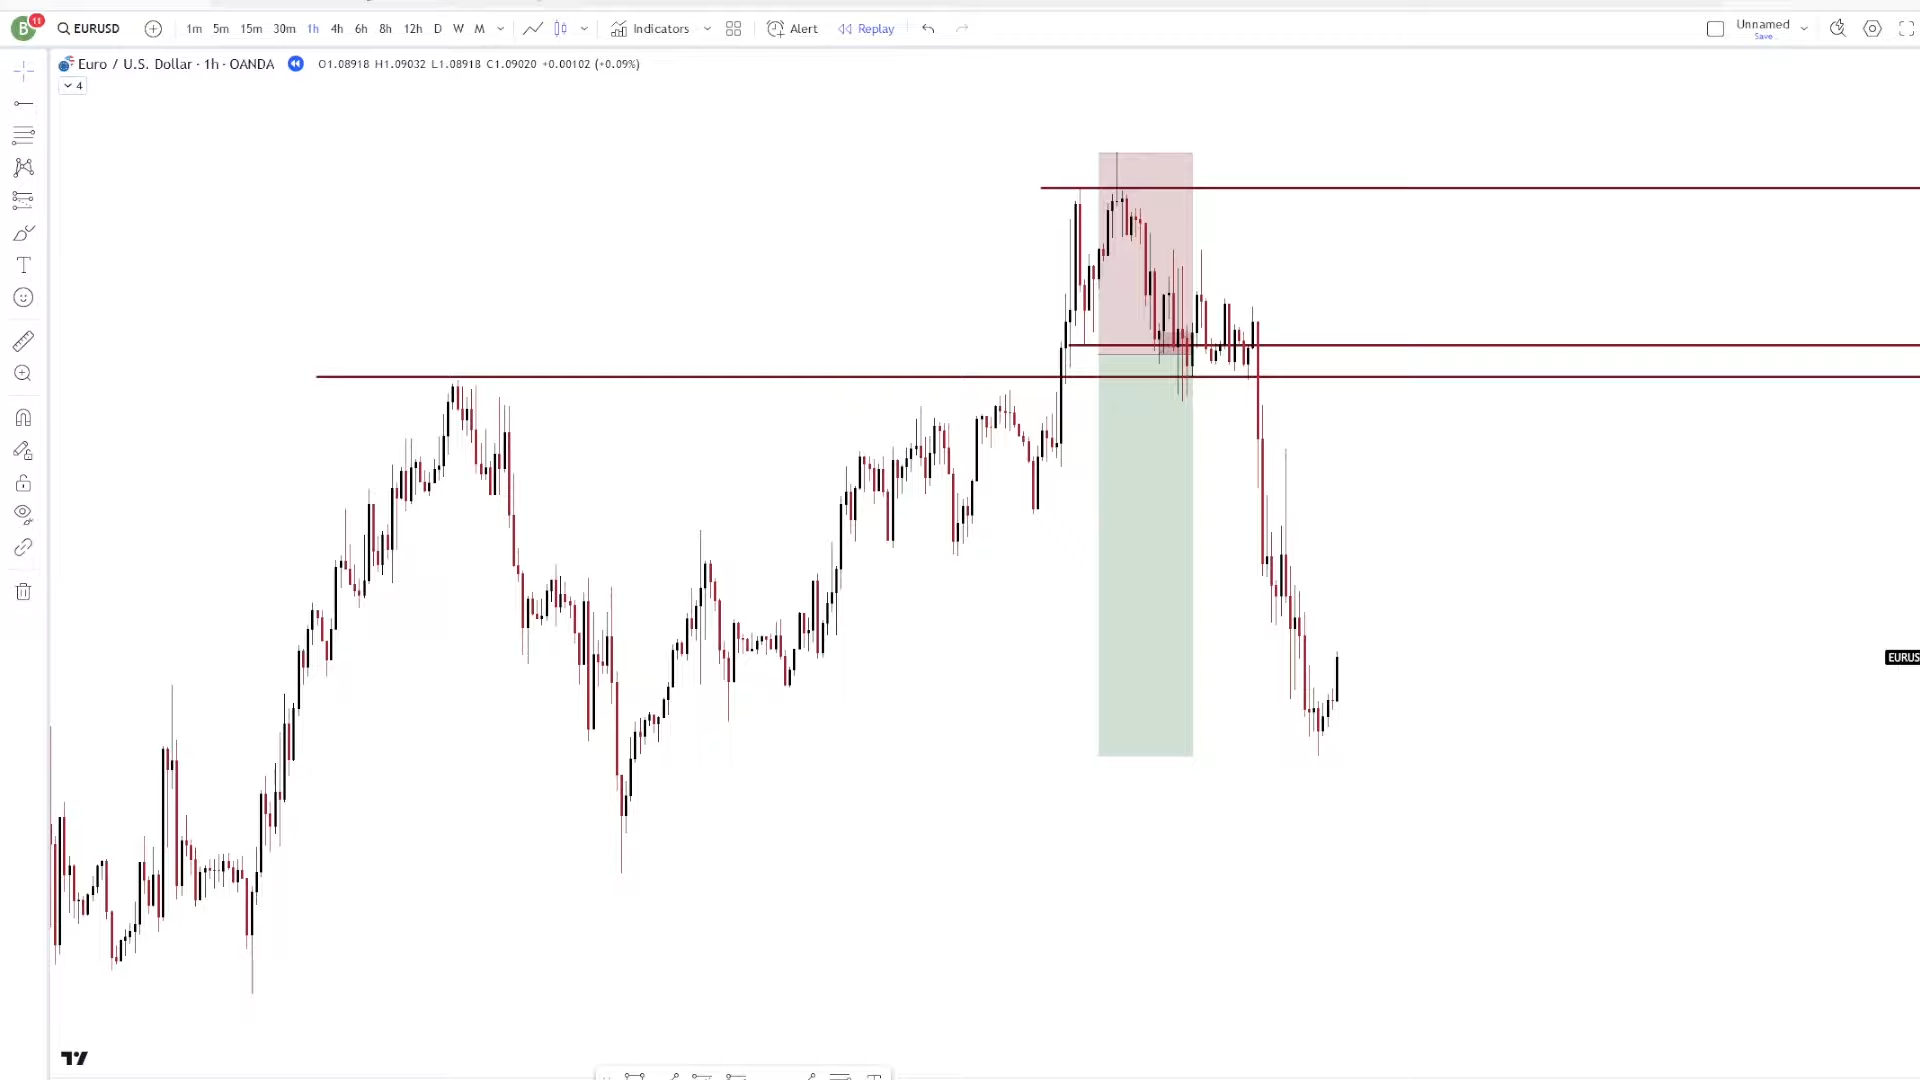 B 11 EURUSD 1m 5m 15m 30m 1h 4h 6h 8h 12h D W M Indicators Alert Replay Unnamed
Save
Euro / U.S. Dollar · 1h · OANDA O1.08918 H1.09032 L1.08918 C1.09020 +0.00102 (+0.09%)
4
EURUS